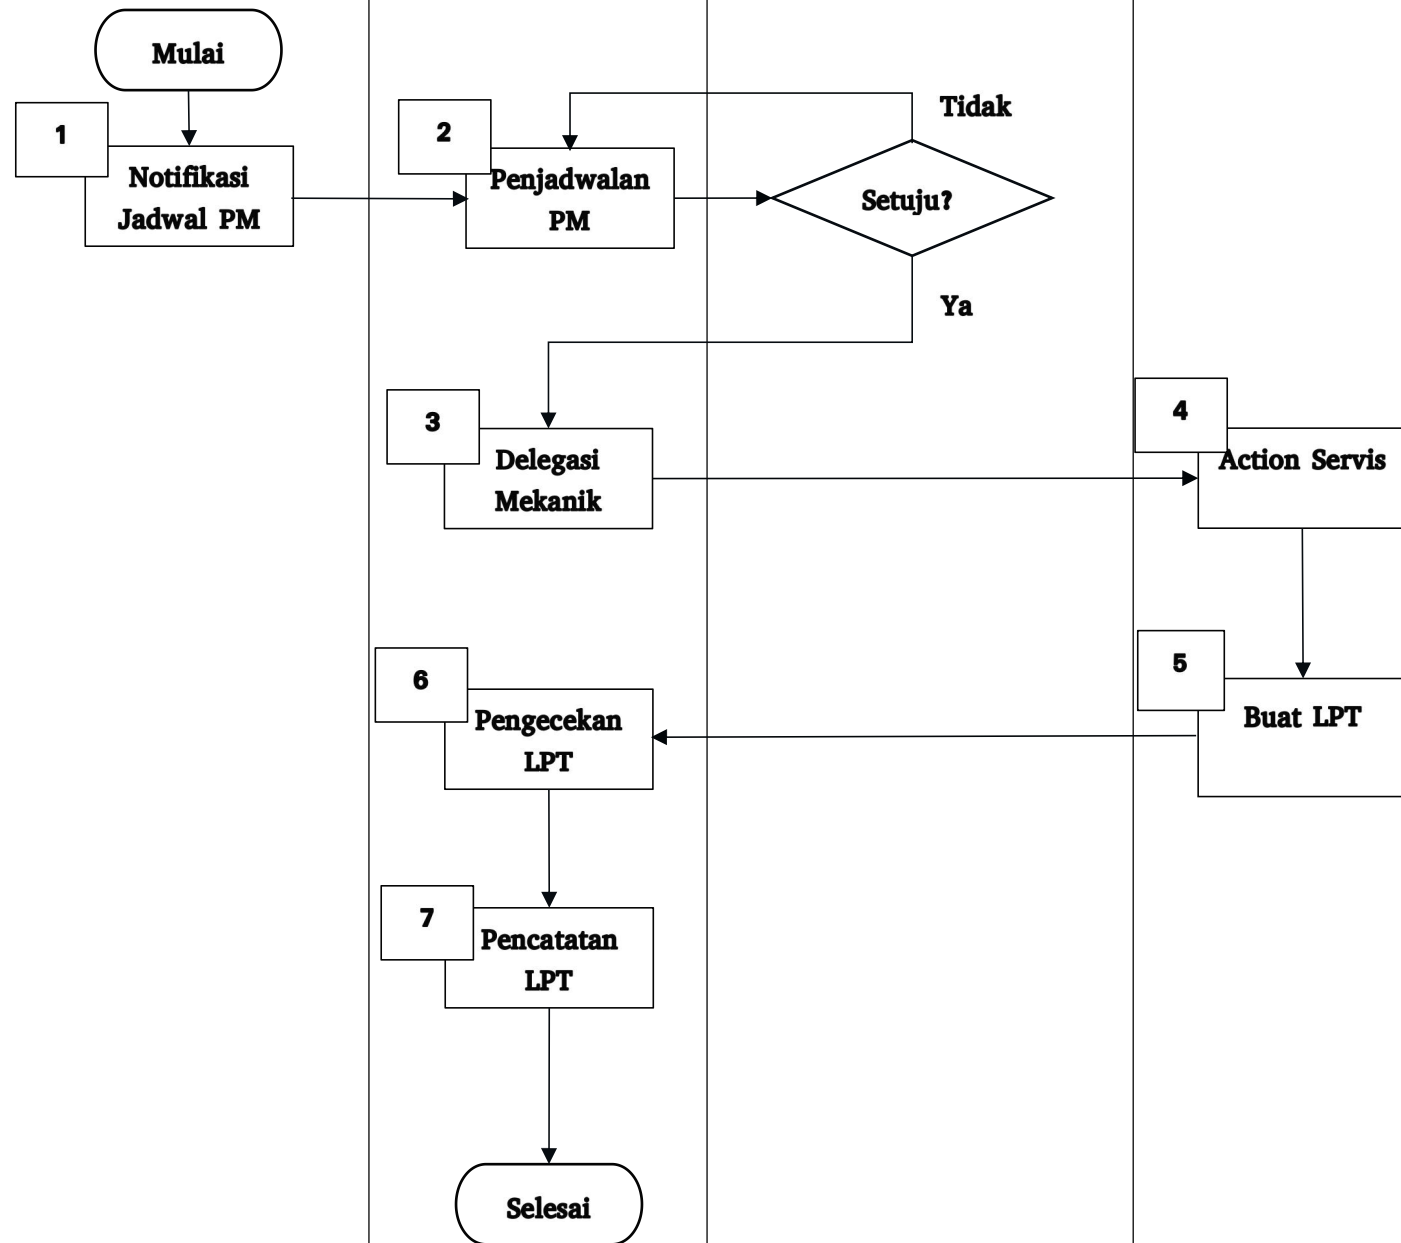 Mulai
1
Notifikasi
Jadwal PM
2
Penjadwalan
PM
Tidak
Setuju?
Ya
3
Delegasi
Mekanik
4
Action Servis
5
Buat LPT
6
Pengecekan
LPT
7
Pencatatan
LPT
Selesai